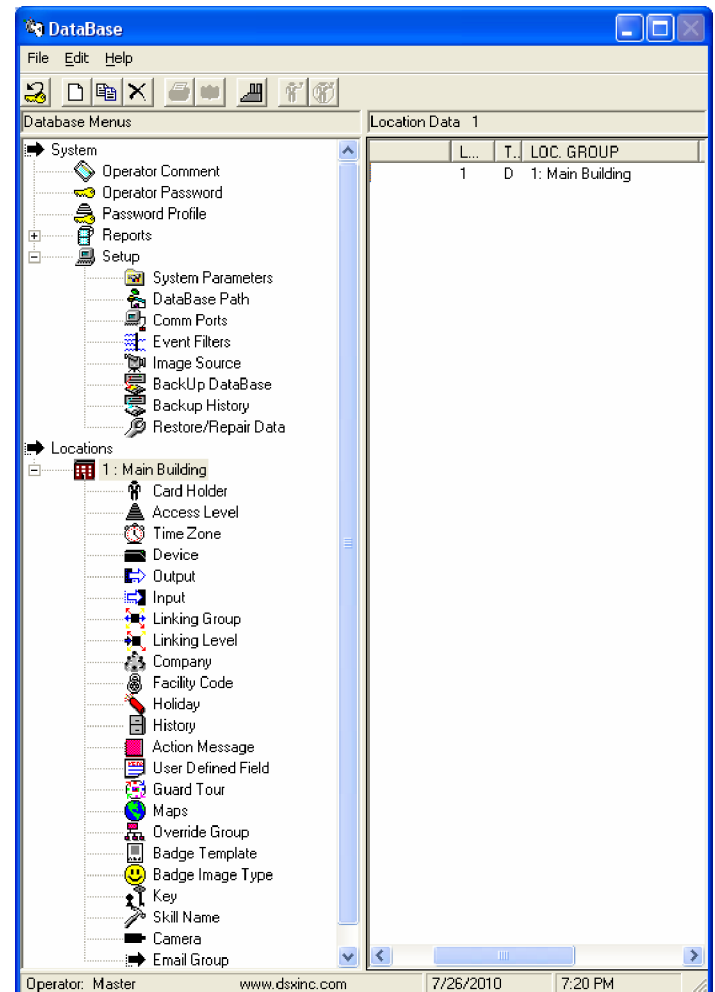 DataBase
File Edit Help
Database Menus
Location Data 1
System
Operator Comment
Operator Password
Password Profile
Reports
Setup
System Parameters
DataBase Path
Comm Ports
Event Filters
Image Source
BackUp DataBase
Backup History
Restore/Repair Data
Locations
1 : Main Building
Card Holder
Access Level
Time Zone
Device
Output
Input
Linking Group
Linking Level
Company
Facility Code
Holiday
History
Action Message
User Defined Field
Guard Tour
Maps
Override Group
Badge Template
Badge Image Type
Key
Skill Name
Camera
Email Group
L... T.. LOC. GROUP
1 D 1: Main Building
Operator: Master www.dsxinc.com 7/26/2010 7:20 PM